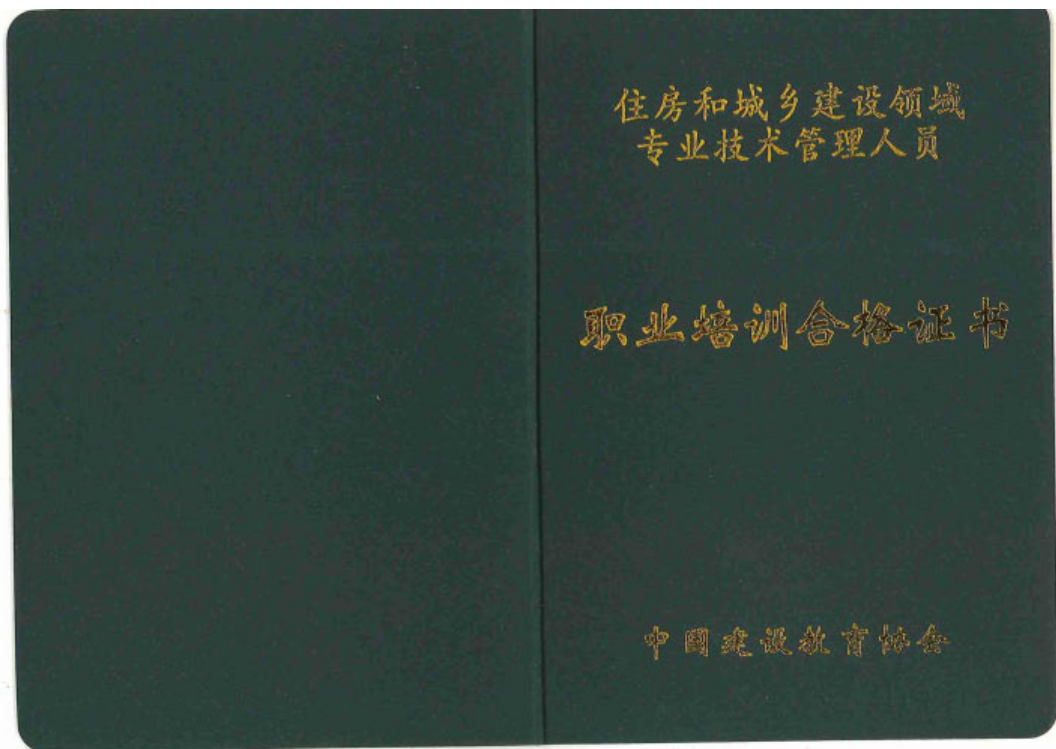 住房和城乡建设领域
专业技术管理人员
职业培训合格证书
中国建设教育协会